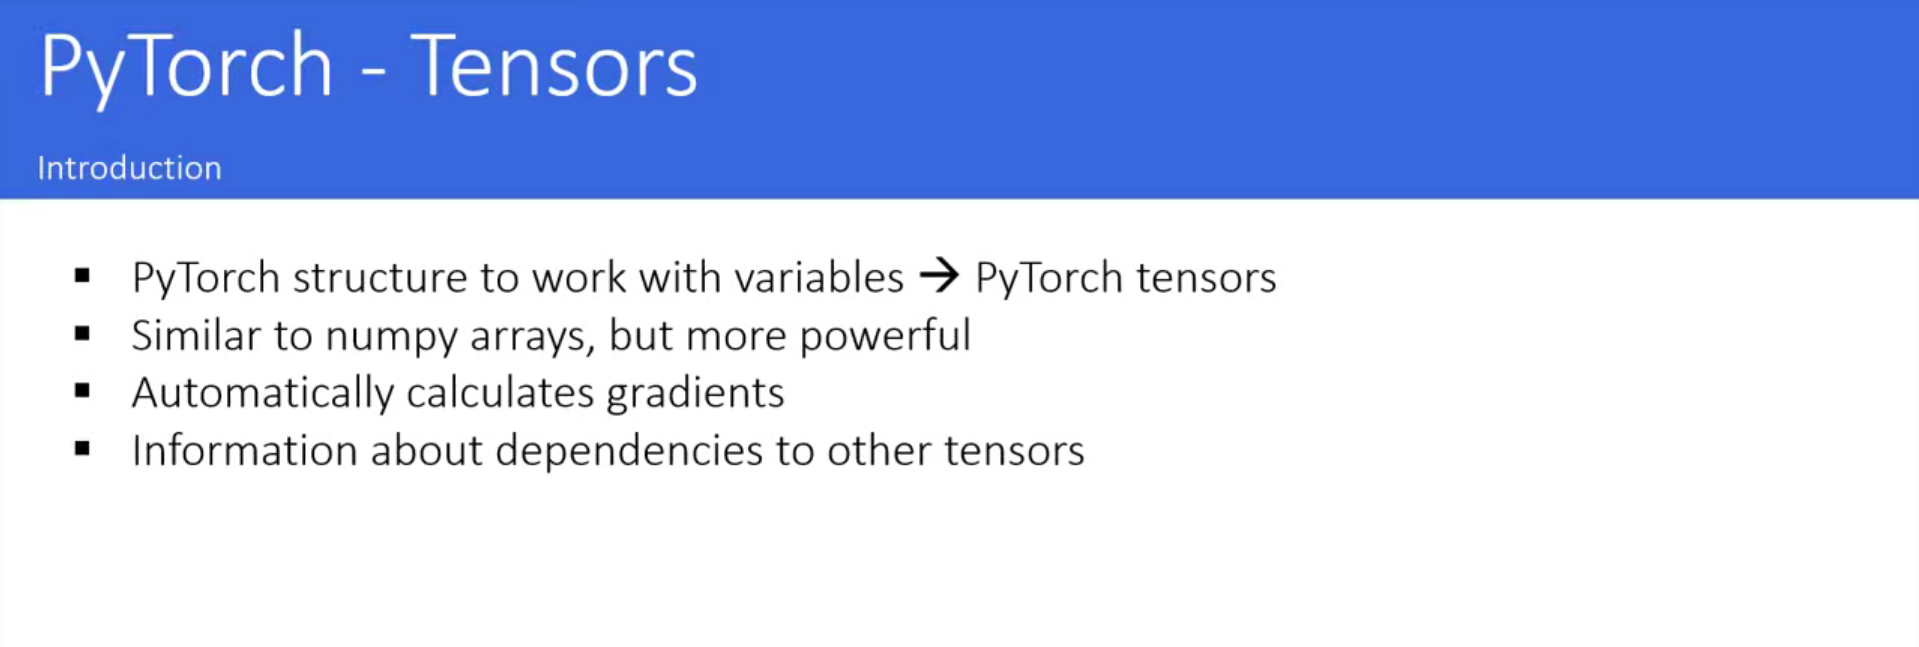 PyTorch - Tensors
Introduction
▪ PyTorch structure to work with variables → PyTorch tensors
▪ Similar to numpy arrays, but more powerful
▪ Automatically calculates gradients
▪ Information about dependencies to other tensors